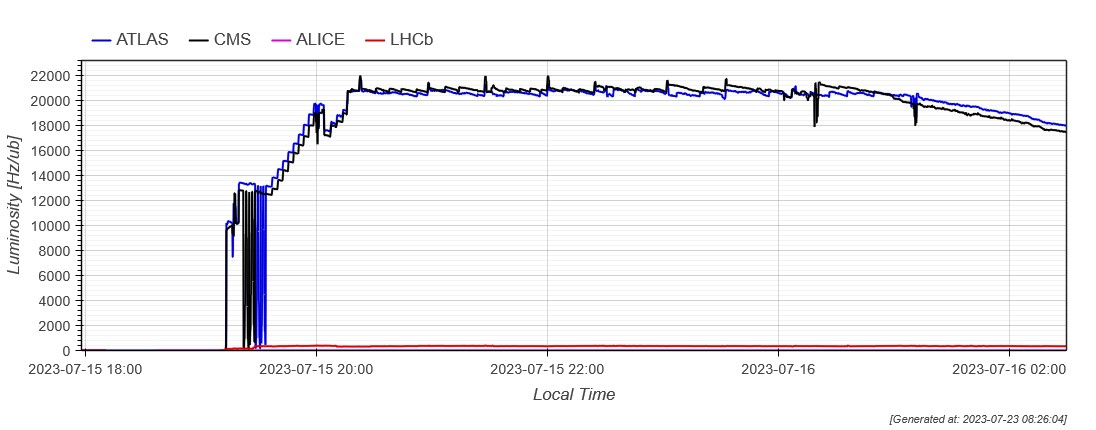 ATLAS CMS ALICE LHCb
22000
20000
18000
16000
14000
12000
10000
8000
6000
4000
2000
0
Luminosity [Hz/ub]
2023-07-15 18:00 2023-07-15 20:00 2023-07-15 22:00 2023-07-16 2023-07-16 02:00
Local Time
[Generated at: 2023-07-23 08:26:04]